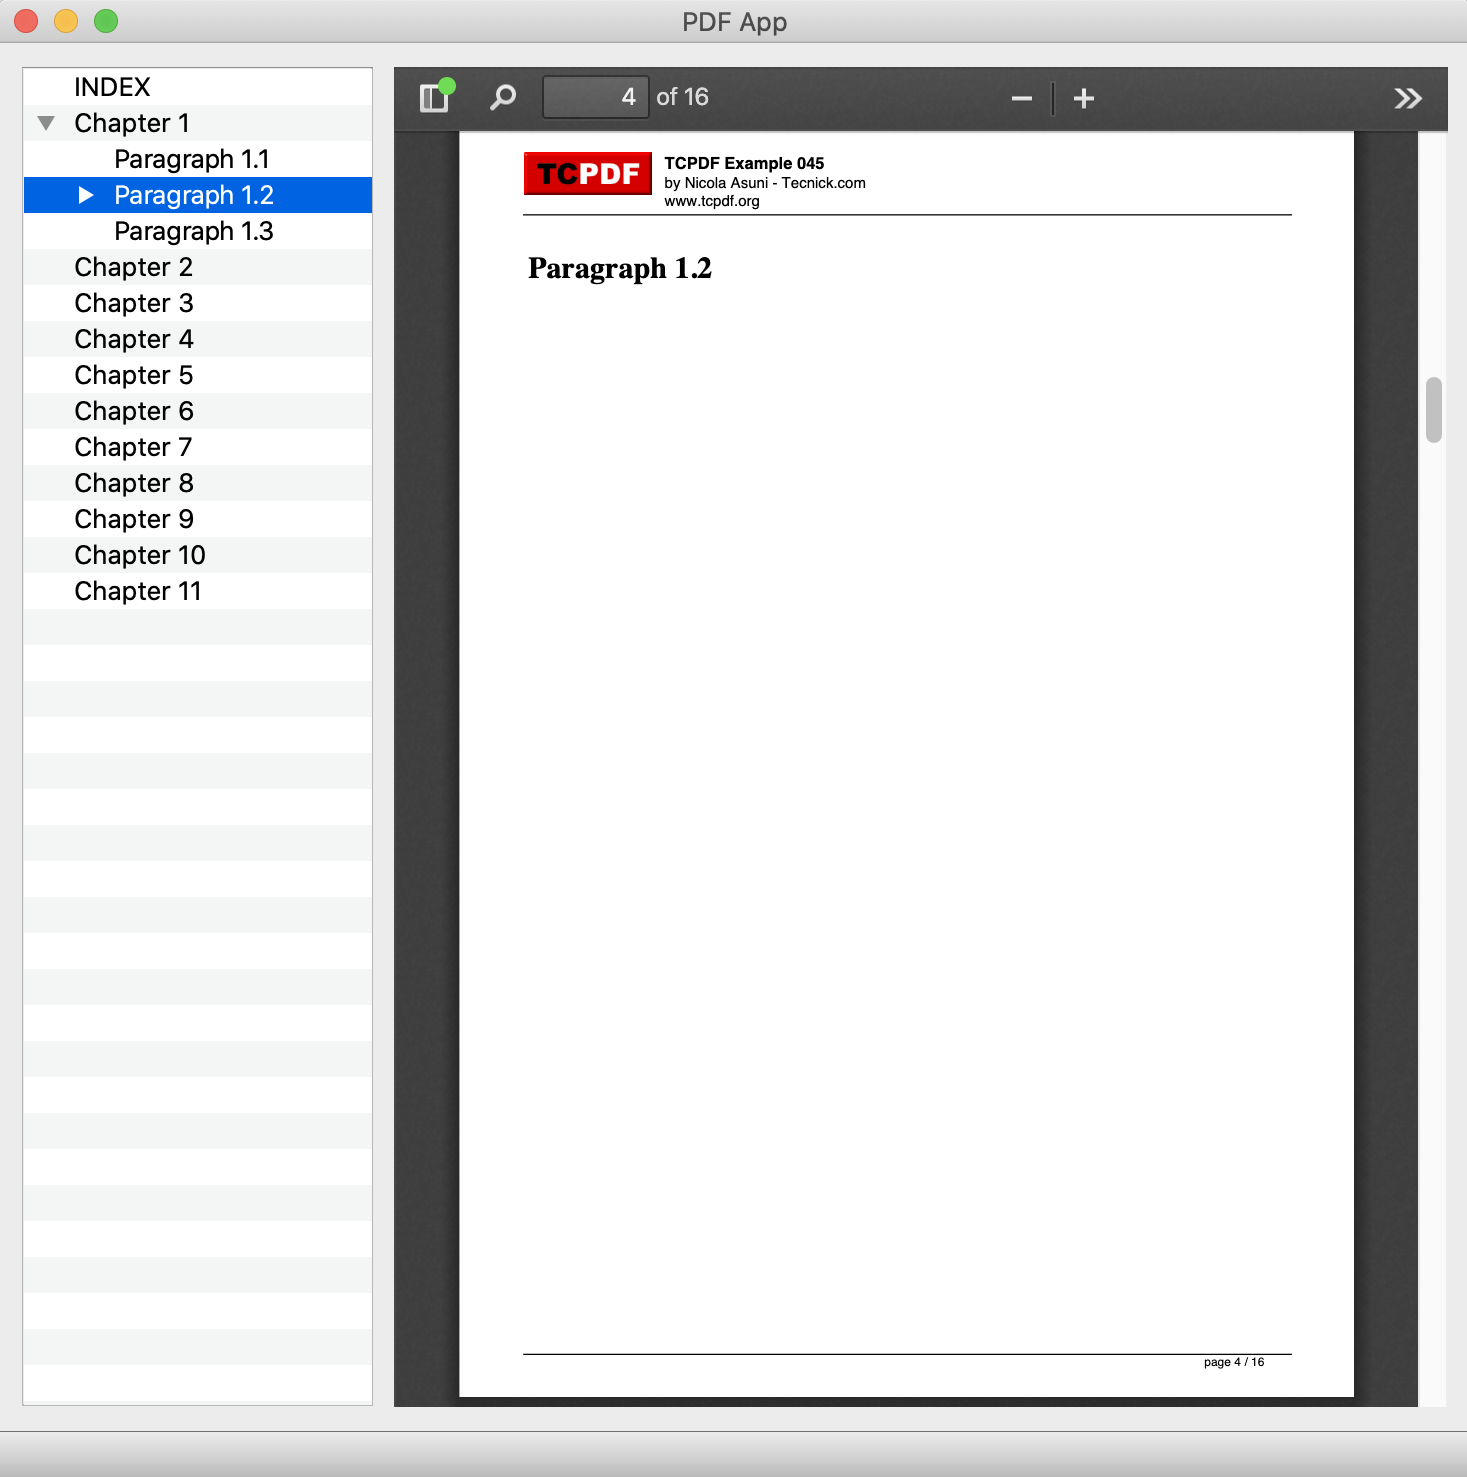 PDF App
INDEX
Chapter 1
Paragraph 1.1
Paragraph 1.2
Paragraph 1.3
Chapter 2
Chapter 3
Chapter 4
Chapter 5
Chapter 6
Chapter 7
Chapter 8
Chapter 9
Chapter 10
Chapter 11
4 of 16
TCPDF
TCPDF Example 045
by Nicola Asuni - Tecnick.com
www.tcpdf.org
Paragraph 1.2
page 4 / 16